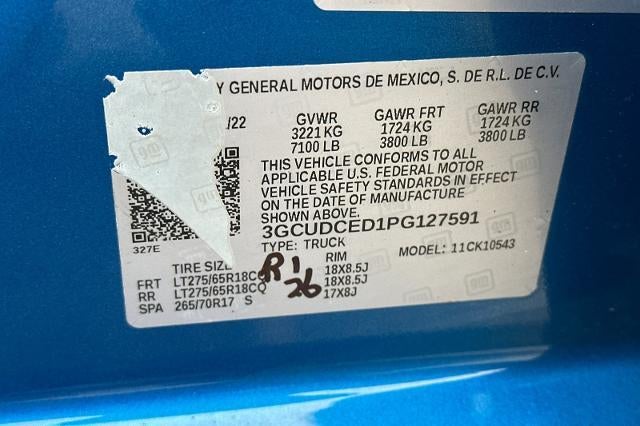 Y GENERAL MOTORS DE MEXICO, S. DE R.L. DE C.V.
/22 GVWR GAWR FRT GAWR RR
3221 KG 1724 KG 1724 KG
7100 LB 3800 LB 3800 LB
THIS VEHICLE CONFORMS TO ALL
APPLICABLE U.S. FEDERAL MOTOR
VEHICLE SAFETY STANDARDS IN EFFECT
ON THE DATE OF MANUFACTURE
SHOWN ABOVE.
3GCUDCED1PG127591
327E
TYPE: TRUCK MODEL: 11CK10543
TIRE SIZE RIM
FRT LT275/65R18CQ 18X8.5J
RR LT275/65R18CQ 18X8.5J
SPA 265/70R17 S 17X8J
R1
26